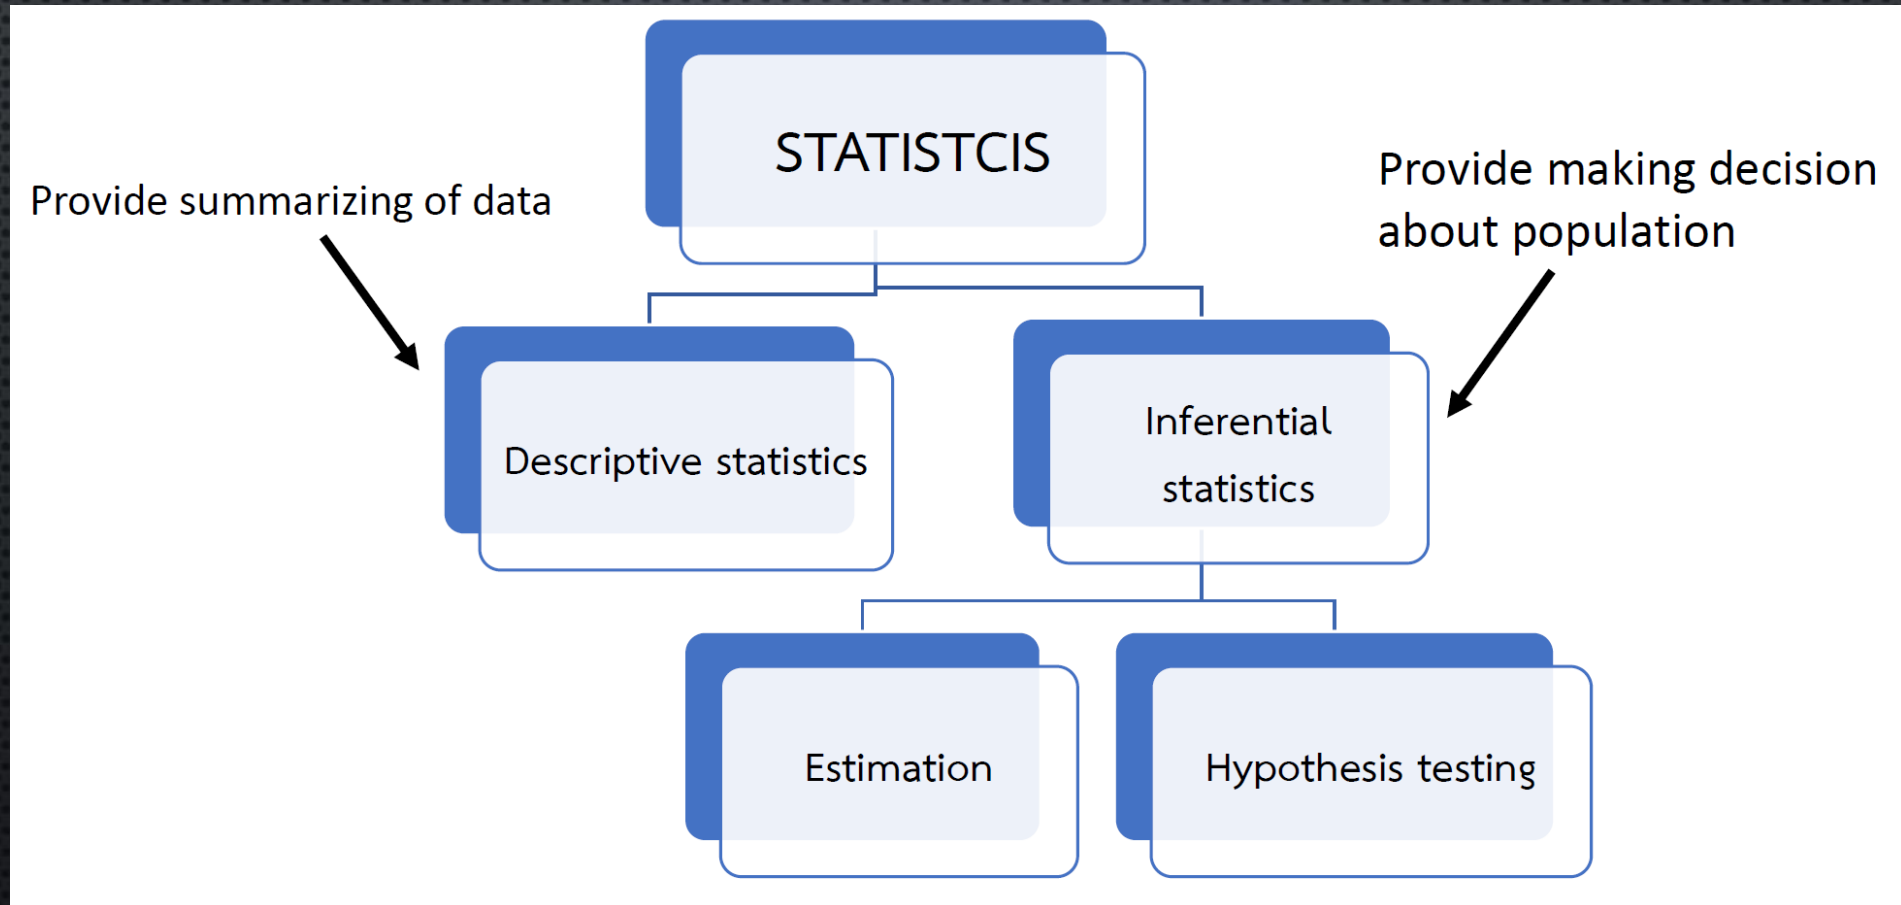 STATISTCIS
Provide summarizing of data
Provide making decision
about population
Descriptive statistics
Inferential
statistics
Estimation
Hypothesis testing